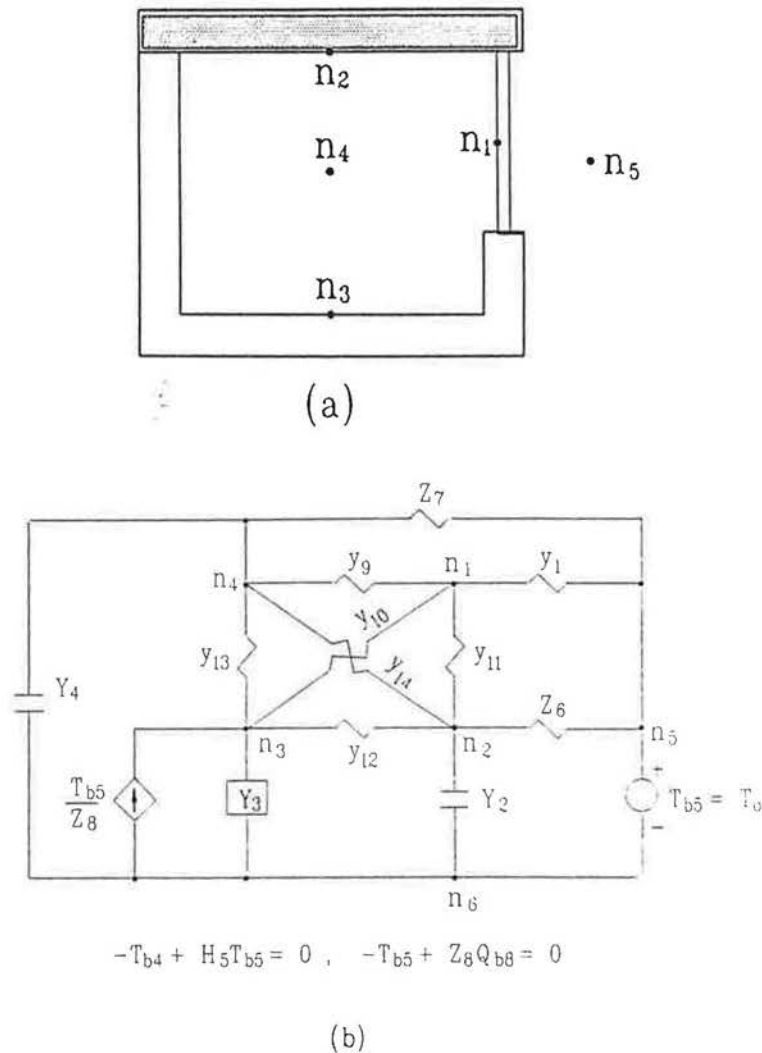 n2
n4
n1
n5
n3
(a)
Z7
n4
y9
n1
y1
y10
y13
y11
y14
Y4
Z6
n3
y12
n2
n5
Tb5
Z8
Y3
Y2
+
Tb5 = To
−
n6
-Tb4 + H5Tb5 = 0 , -Tb5 + Z8Qb8 = 0
(b)